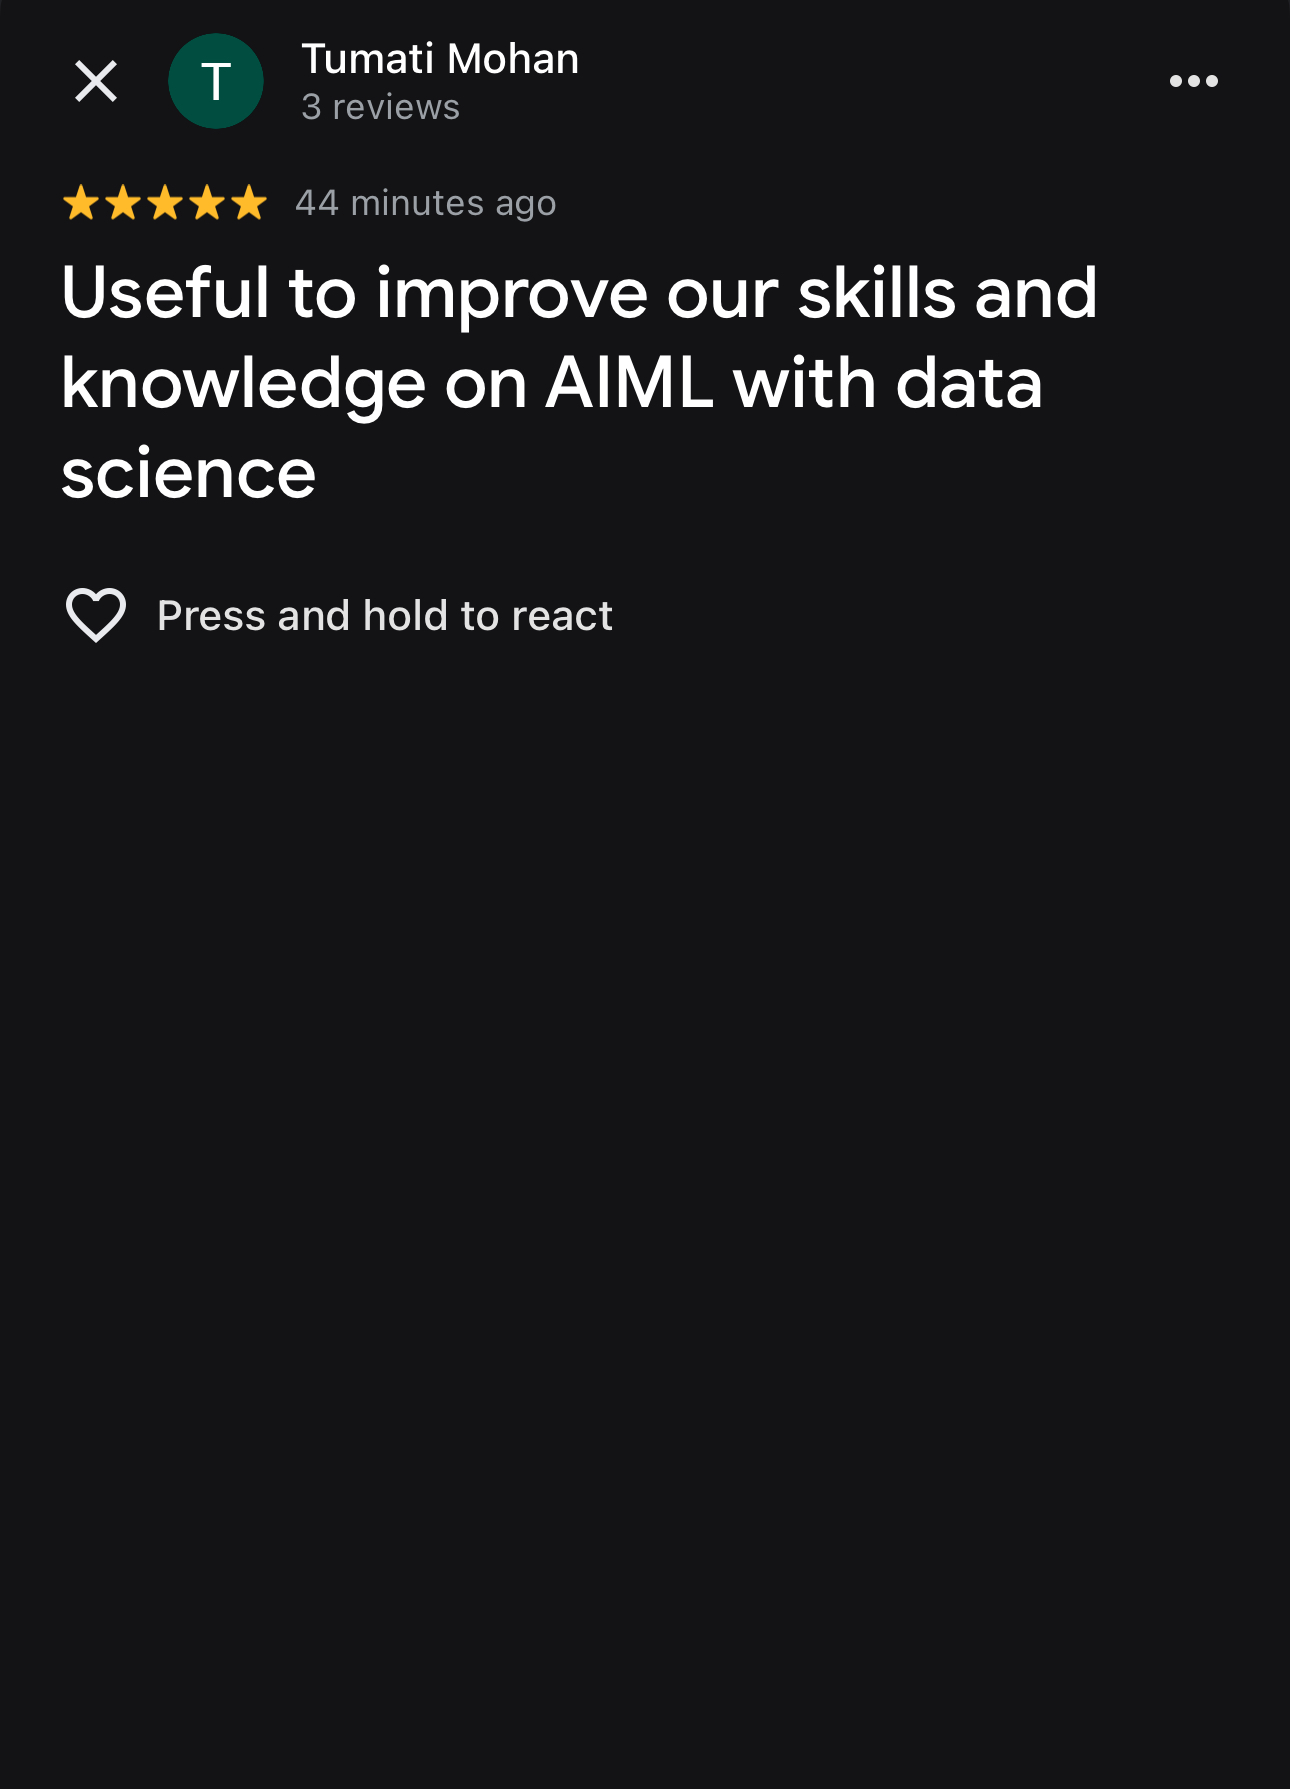 T
Tumati Mohan
3 reviews
44 minutes ago
Useful to improve our skills and
knowledge on AIML with data
science
Press and hold to react